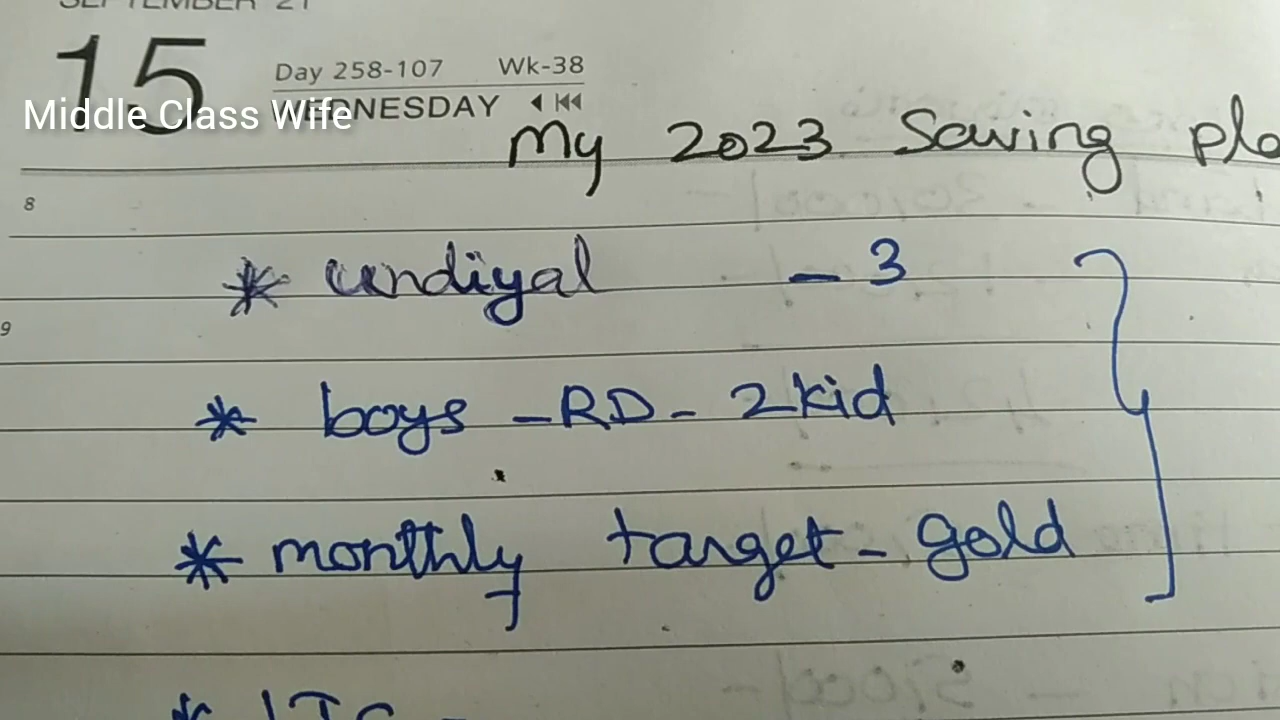 SEPTEMBER 21
15
Day 258-107 Wk-38
WEDNESDAY
Middle Class Wife
My 2023 Saving pla
8
* undiyal - 3
9
* boys - RD - 2 kid
* monthly target - gold
*